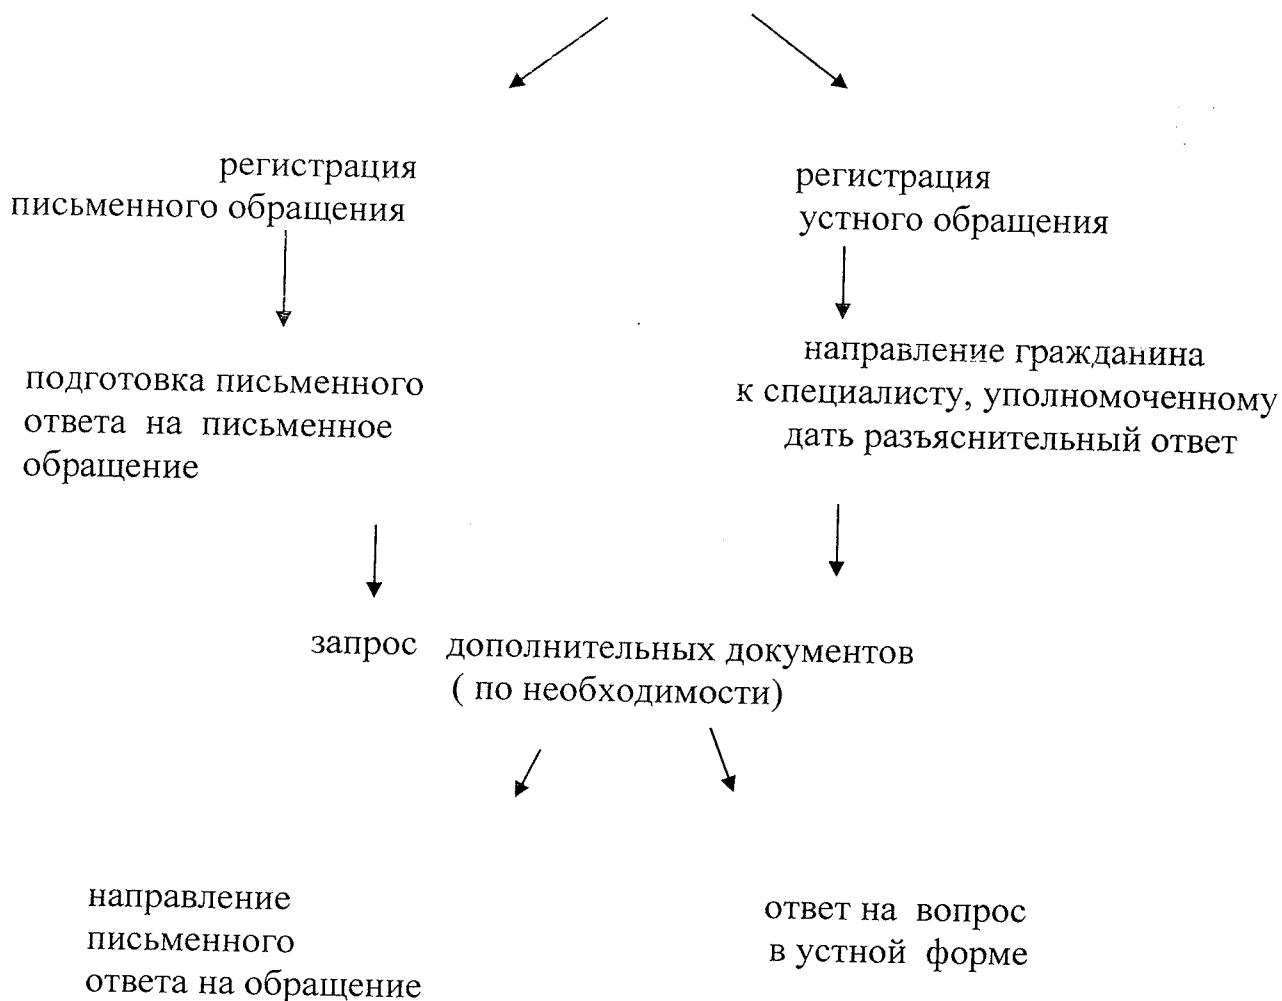 регистрация
письменного обращения
регистрация
устного обращения
подготовка письменного
ответа на письменное
обращение
направление гражданина
к специалисту, уполномоченному
дать разъяснительный ответ
запрос дополнительных документов
( по необходимости)
направление
письменного
ответа на обращение
ответ на вопрос
в устной форме